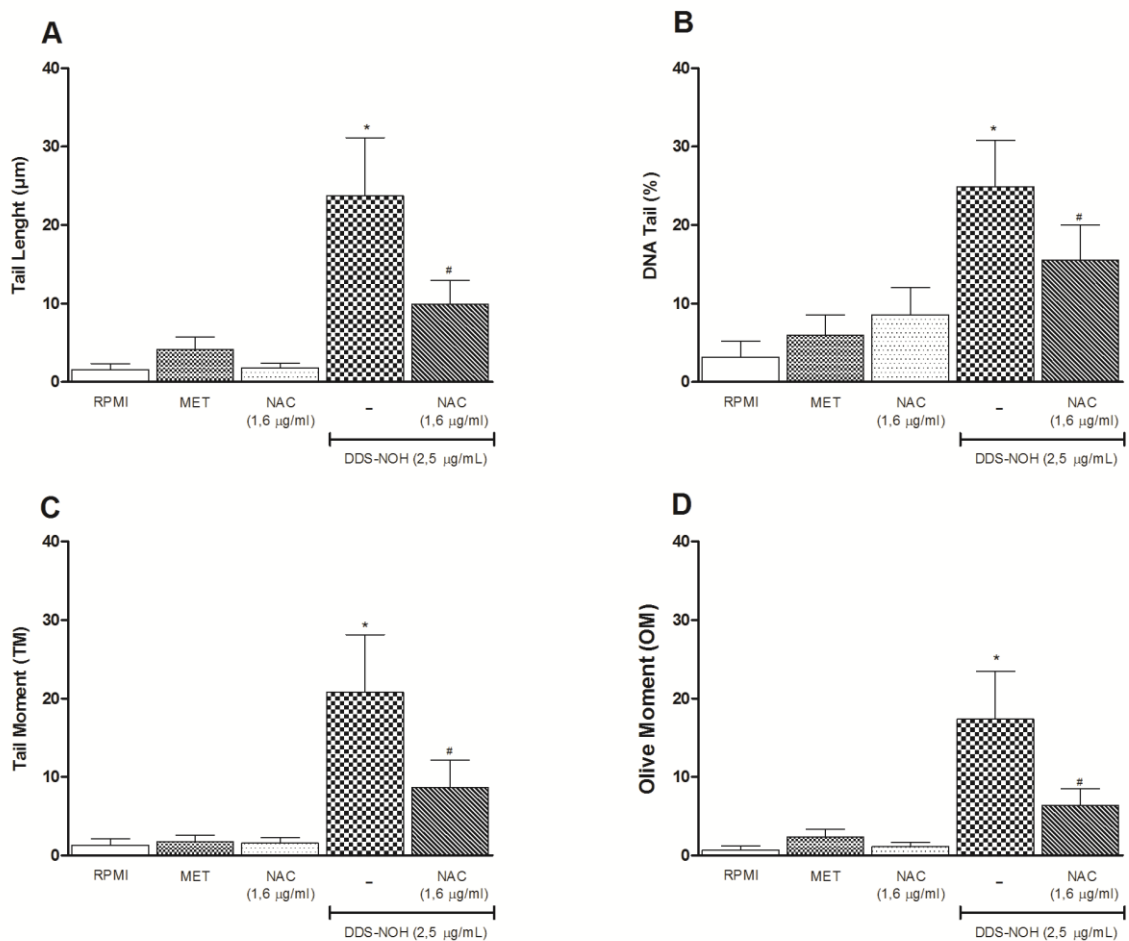 A
40
30
20
10
0
Tail Lenght (µm)
*
#
RPMI
MET
NAC
(1,6 µg/ml)
–
NAC
(1,6 µg/ml)
DDS-NOH (2,5 µg/mL)
B
40
30
20
10
0
DNA Tail (%)
*
#
RPMI
MET
NAC
(1,6 µg/ml)
–
NAC
(1,6 µg/ml)
DDS-NOH (2,5 µg/mL)
C
40
30
20
10
0
Tail Moment (TM)
*
#
RPMI
MET
NAC
(1,6 µg/ml)
–
NAC
(1,6 µg/ml)
DDS-NOH (2,5 µg/mL)
D
40
30
20
10
0
Olive Moment (OM)
*
#
RPMI
MET
NAC
(1,6 µg/ml)
–
NAC
(1,6 µg/ml)
DDS-NOH (2,5 µg/mL)